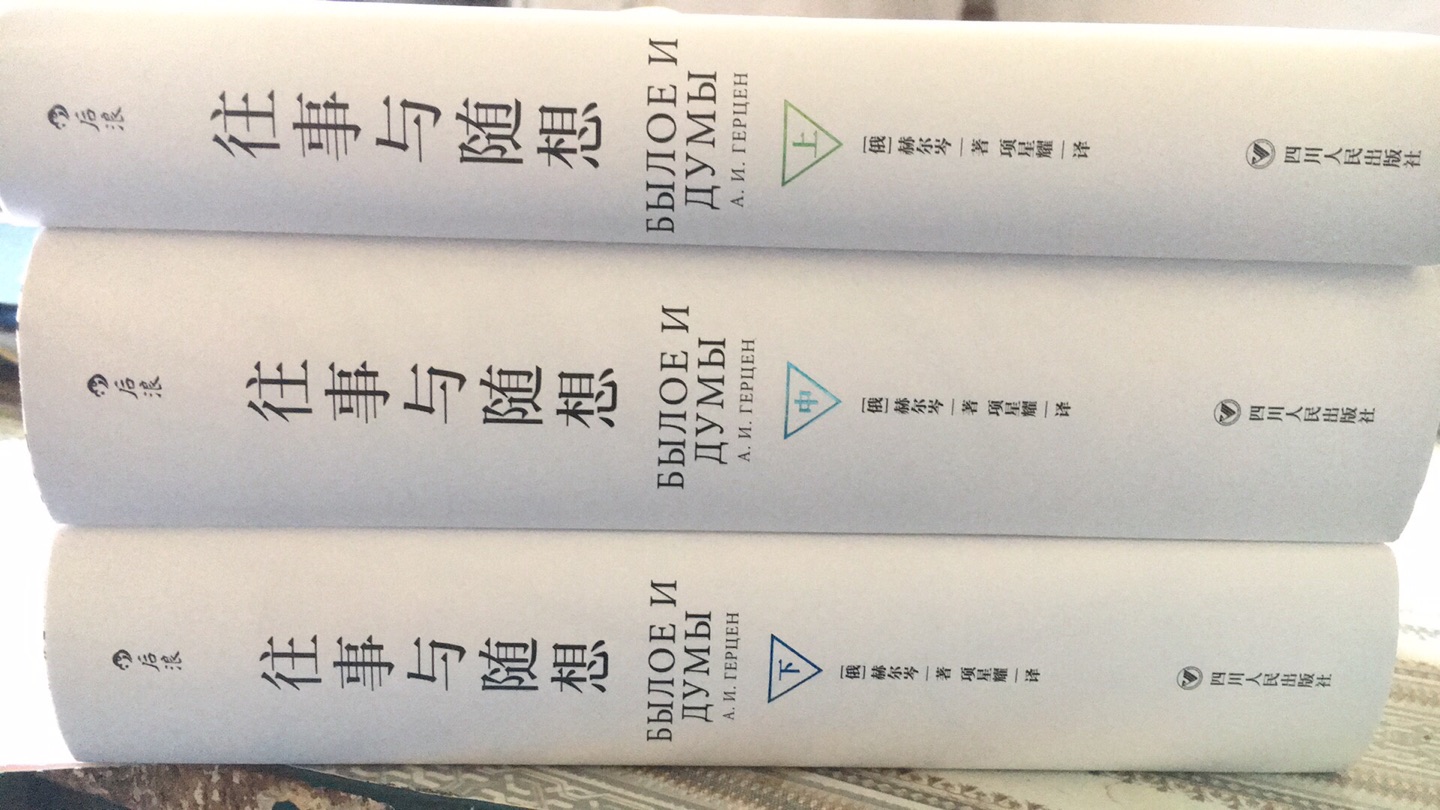 后浪
往事与随想
БЫЛОЕ И
ДУМЫ
А. И. ГЕРЦЕН
上
[俄] 赫尔岑 | 著 项星耀 | 译
四川人民出版社
后浪
往事与随想
БЫЛОЕ И
ДУМЫ
А. И. ГЕРЦЕН
中
[俄] 赫尔岑 | 著 项星耀 | 译
四川人民出版社
后浪
往事与随想
БЫЛОЕ И
ДУМЫ
А. И. ГЕРЦЕН
下
[俄] 赫尔岑 | 著 项星耀 | 译
四川人民出版社